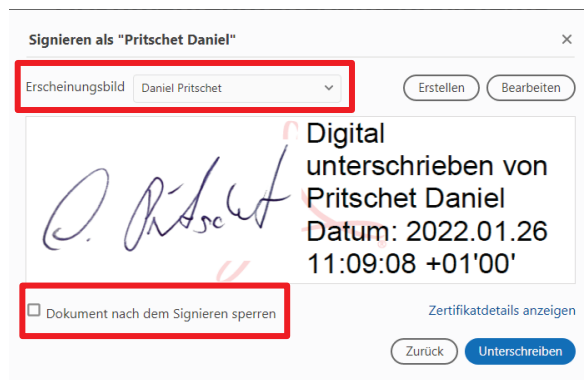 Signieren als "Pritschet Daniel"
Erscheinungsbild Daniel Pritschet Erstellen Bearbeiten
D. Pritschet
Digital
unterschrieben von
Pritschet Daniel
Datum: 2022.01.26
11:09:08 +01'00'
Dokument nach dem Signieren sperren Zertifikatdetails anzeigen
Zurück Unterschreiben